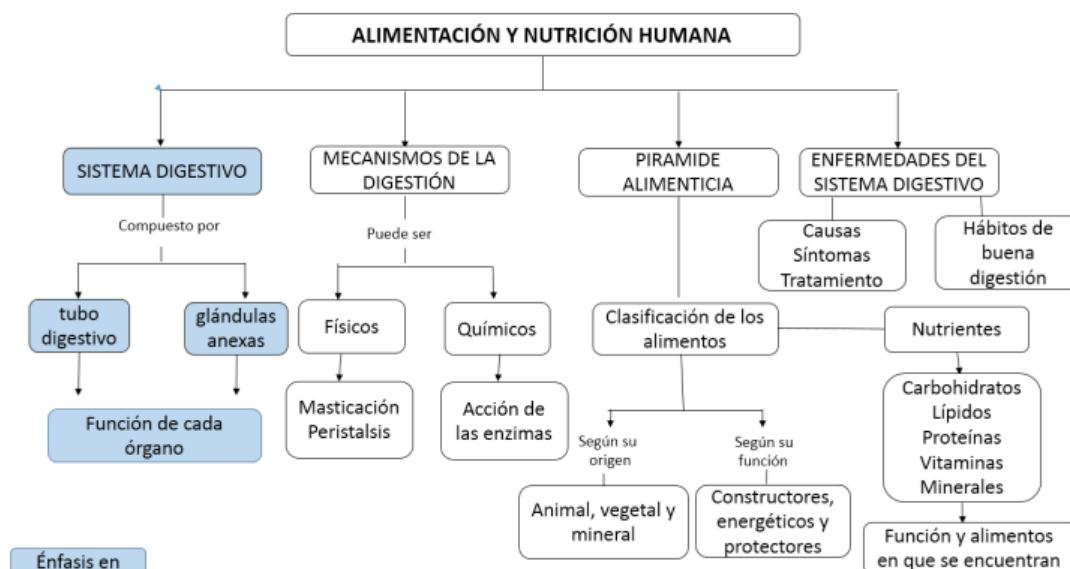 ALIMENTACIÓN Y NUTRICIÓN HUMANA
SISTEMA DIGESTIVO
MECANISMOS DE LA
DIGESTIÓN
PIRAMIDE
ALIMENTICIA
ENFERMEDADES DEL
SISTEMA DIGESTIVO
Compuesto por
Puede ser
Causas
Síntomas
Tratamiento
Hábitos de
buena
digestión
tubo
digestivo
glándulas
anexas
Físicos
Químicos
Clasificación de los
alimentos
Nutrientes
Función de cada
órgano
Masticación
Peristalsis
Acción de
las enzimas
Según su
origen
Según su
función
Carbohidratos
Lípidos
Proteínas
Vitaminas
Minerales
Animal, vegetal y
mineral
Constructores,
energéticos y
protectores
Función y alimentos
en que se encuentran
Énfasis en